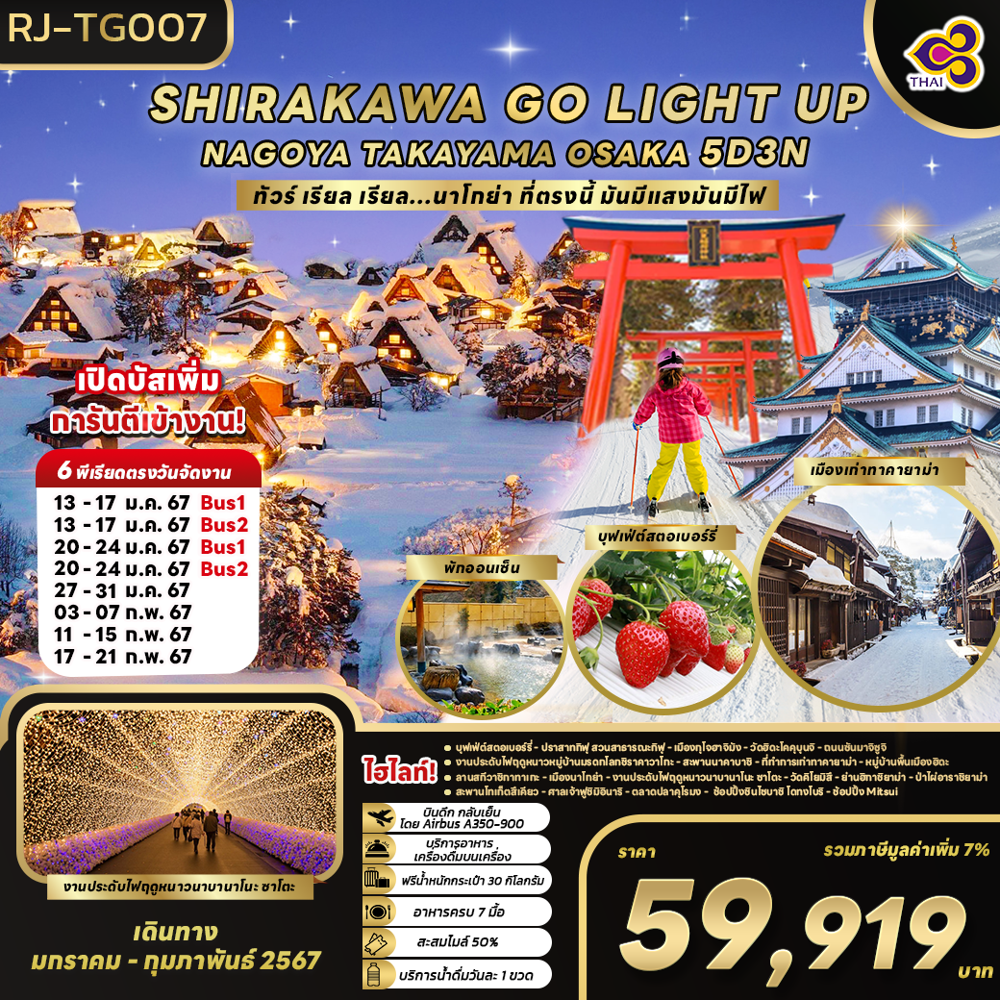 RJ-TG007
THAI
SHIRAKAWA GO LIGHT UP
NAGOYA TAKAYAMA OSAKA 5D3N
ทัวร์ เรียล เรียล...นาโกย่า ที่ตรงนี้ มันมีแสงมันมีไฟ
เปิดบัสเพิ่ม
การันตีเข้างาน!
6 พีเรียดตรงวันจัดงาน
13 - 17 ม.ค. 67 Bus1
13 - 17 ม.ค. 67 Bus2
20 - 24 ม.ค. 67 Bus1
20 - 24 ม.ค. 67 Bus2
27 - 31 ม.ค. 67
03 - 07 ก.พ. 67
11 - 15 ก.พ. 67
17 - 21 ก.พ. 67
เมืองเก่าทาคายาม่า
บุฟเฟ่ต์สตอเบอร์รี่
พักออนเซ็น
งานประดับไฟฤดูหนาวนาบานาโนะ ซาโตะ
เดินทาง
มกราคม - กุมภาพันธ์ 2567
ไฮไลท์!
บุฟเฟ่ต์สตอเบอร์รี่ - ปราสาทกิฟุ สวนสาธารณะกิฟุ - เมืองกุโจฮาจิมัง - วัดฮิดะโคคุบุนจิ - ถนนซันมาจิซูจิ
งานประดับไฟฤดูหนาวหมู่บ้านมรดกโลกชิราคาวาโกะ - สะพานนาคาบาชิ - ที่ทำการเก่าทาคายาม่า - หมู่บ้านพื้นเมืองฮิดะ
ลานสกีวาชิกาทาเกะ - เมืองนาโกย่า - งานประดับไฟฤดูหนาวนาบานาโนะ ซาโตะ - วัดคิโยมิสึ - ย่านฮิกาชิยาม่า - ป่าไผ่อาราชิยาม่า
สะพานโทเก็ตสึเคียว - ศาลเจ้าฟูชิมิอินาริ - ตลาดปลาคุโรมง - ช้อปปิ้งชินไซบาชิ โดทงโบริ - ช้อปปิ้ง Mitsui
บินดึก กลับเย็น
โดย Airbus A350-900
บริการอาหาร
เครื่องดื่มบนเครื่อง
ฟรีน้ำหนักกระเป๋า 30 กิโลกรัม
อาหารครบ 7 มื้อ
สะสมไมล์ 50%
บริการน้ำดื่มวันละ 1 ขวด
ราคา
รวมภาษีมูลค่าเพิ่ม 7%
59,919
บาท